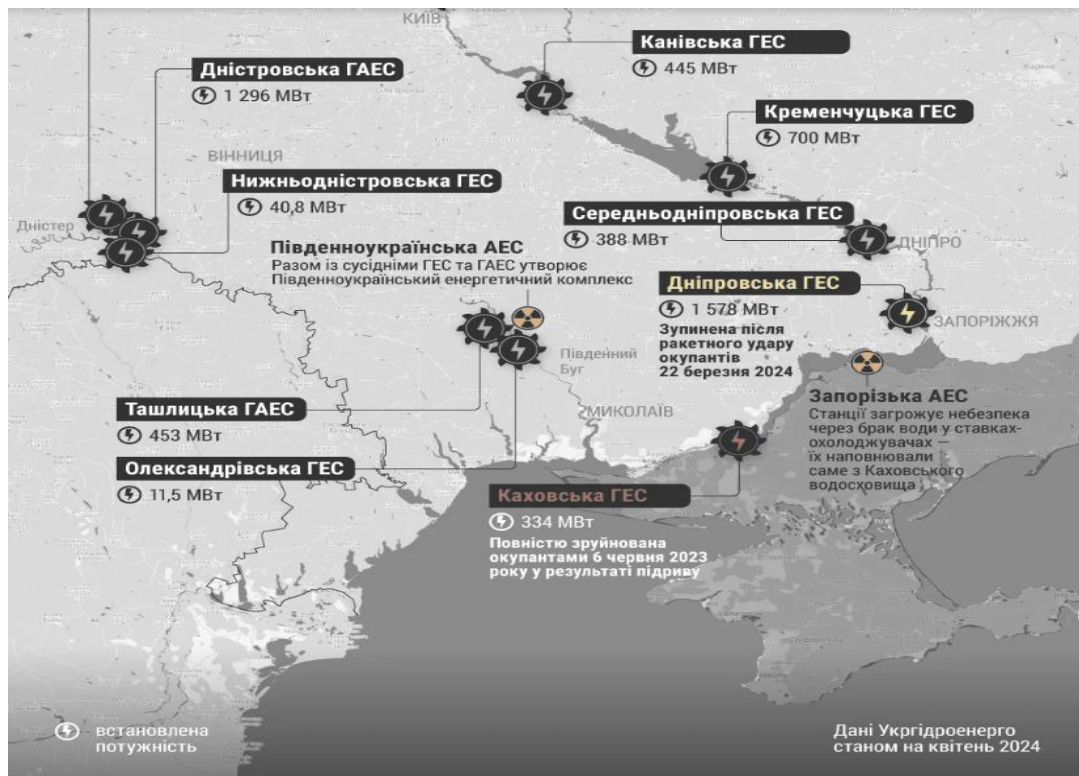 КИЇВ
Канівська ГЕС
445 МВт
Дністровська ГАЕС
1 296 МВт
Кременчуцька ГЕС
700 МВт
ВІННИЦЯ
Нижньодністровська ГЕС
40,8 МВт
Дністер
Середньодніпровська ГЕС
388 МВт
ДНІПРО
Південноукраїнська АЕС
Разом із сусідніми ГЕС та ГАЕС утворює
Південноукраїнський енергетичний комплекс
Дніпровська ГЕС
1 578 МВт
Зупинена після
ракетного удару
окупантів
22 березня 2024
ЗАПОРІЖЖЯ
Південний
Буг
Запорізька АЕС
Станції загрожує небезпека
через брак води у ставках-
охолоджувачах —
їх наповнювали
саме з Каховського
водосховища
Ташлицька ГАЕС
453 МВт
МИКОЛАЇВ
Олександрівська ГЕС
11,5 МВт
Каховська ГЕС
334 МВт
Повністю зруйнована
окупантами 6 червня 2023
року у результаті підриву
встановлена
потужність
Дані Укргідроенерго
станом на квітень 2024